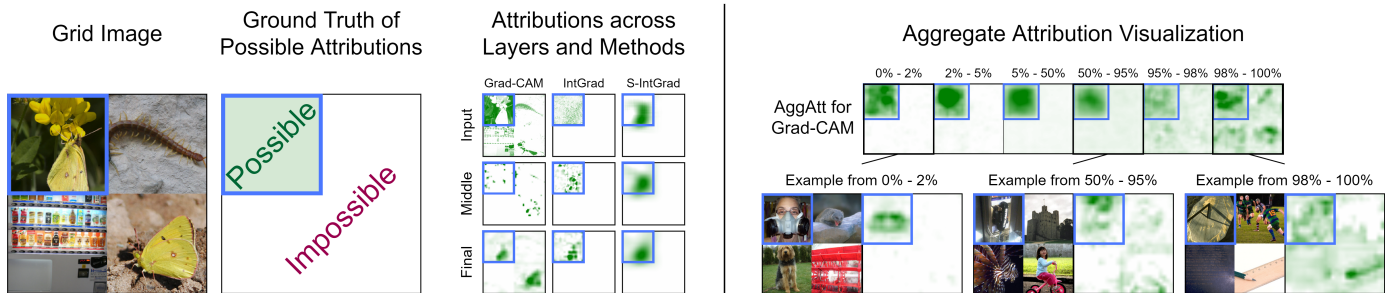 Grid Image
Ground Truth of
Possible Attributions
Possible
Impossible
Attributions across
Layers and Methods
Grad-CAM IntGrad S-IntGrad
Input
Middle
Final
Aggregate Attribution Visualization
0% - 2% 2% - 5% 5% - 50% 50% - 95% 95% - 98% 98% - 100%
AggAtt for
Grad-CAM
Example from 0% - 2% Example from 50% - 95% Example from 98% - 100%